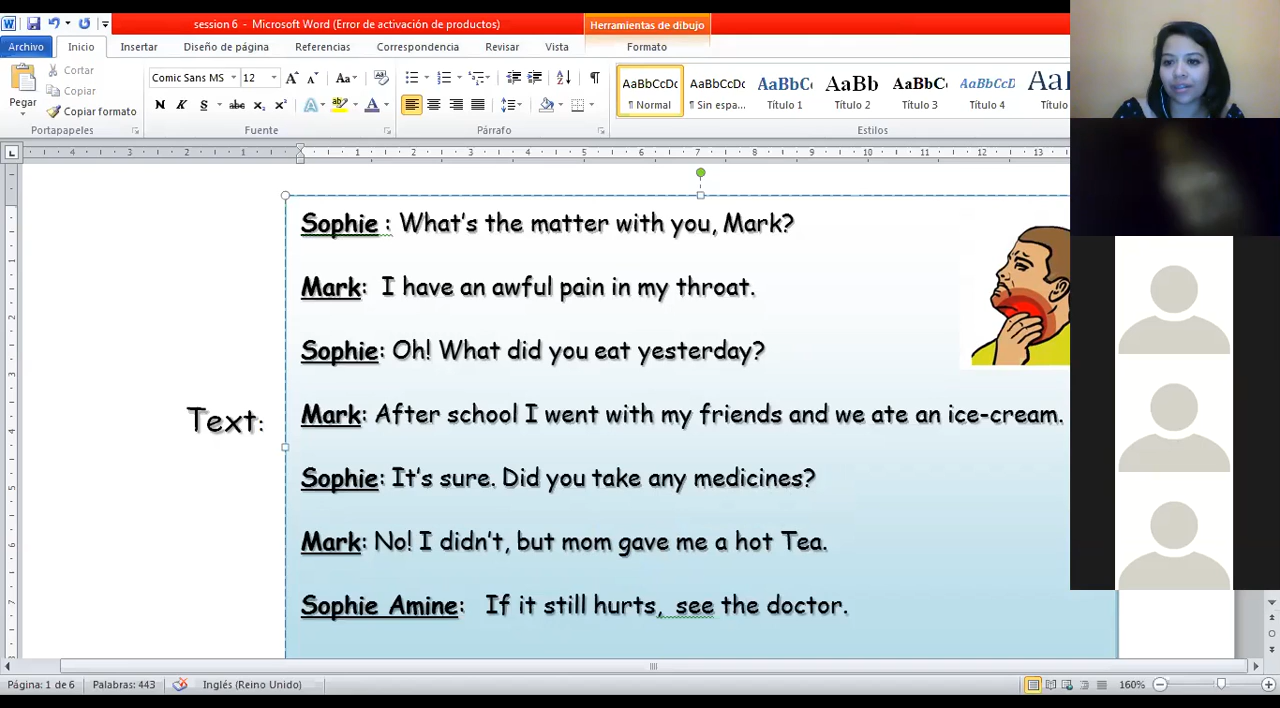 session 6 - Microsoft Word (Error de activación de productos)
Herramientas de dibujo
Archivo Inicio Insertar Diseño de página Referencias Correspondencia Revisar Vista Formato
Cortar
Copiar
Copiar formato
Pegar
Portapapeles
Comic Sans MS 12
Fuente
Párrafo
AaBbCcDc AaBbCcDc AaBbC AaBb AaBbC AaBbCcD AaB
¶ Normal ¶ Sin espa... Título 1 Título 2 Título 3 Título 4 Título
Estilos
Sophie : What's the matter with you, Mark?
Mark: I have an awful pain in my throat.
Sophie: Oh! What did you eat yesterday?
Text:
Mark: After school I went with my friends and we ate an ice-cream.
Sophie: It's sure. Did you take any medicines?
Mark: No! I didn't, but mom gave me a hot Tea.
Sophie Amine: If it still hurts, see the doctor.
Página: 1 de 6 Palabras: 443 Inglés (Reino Unido) 160%